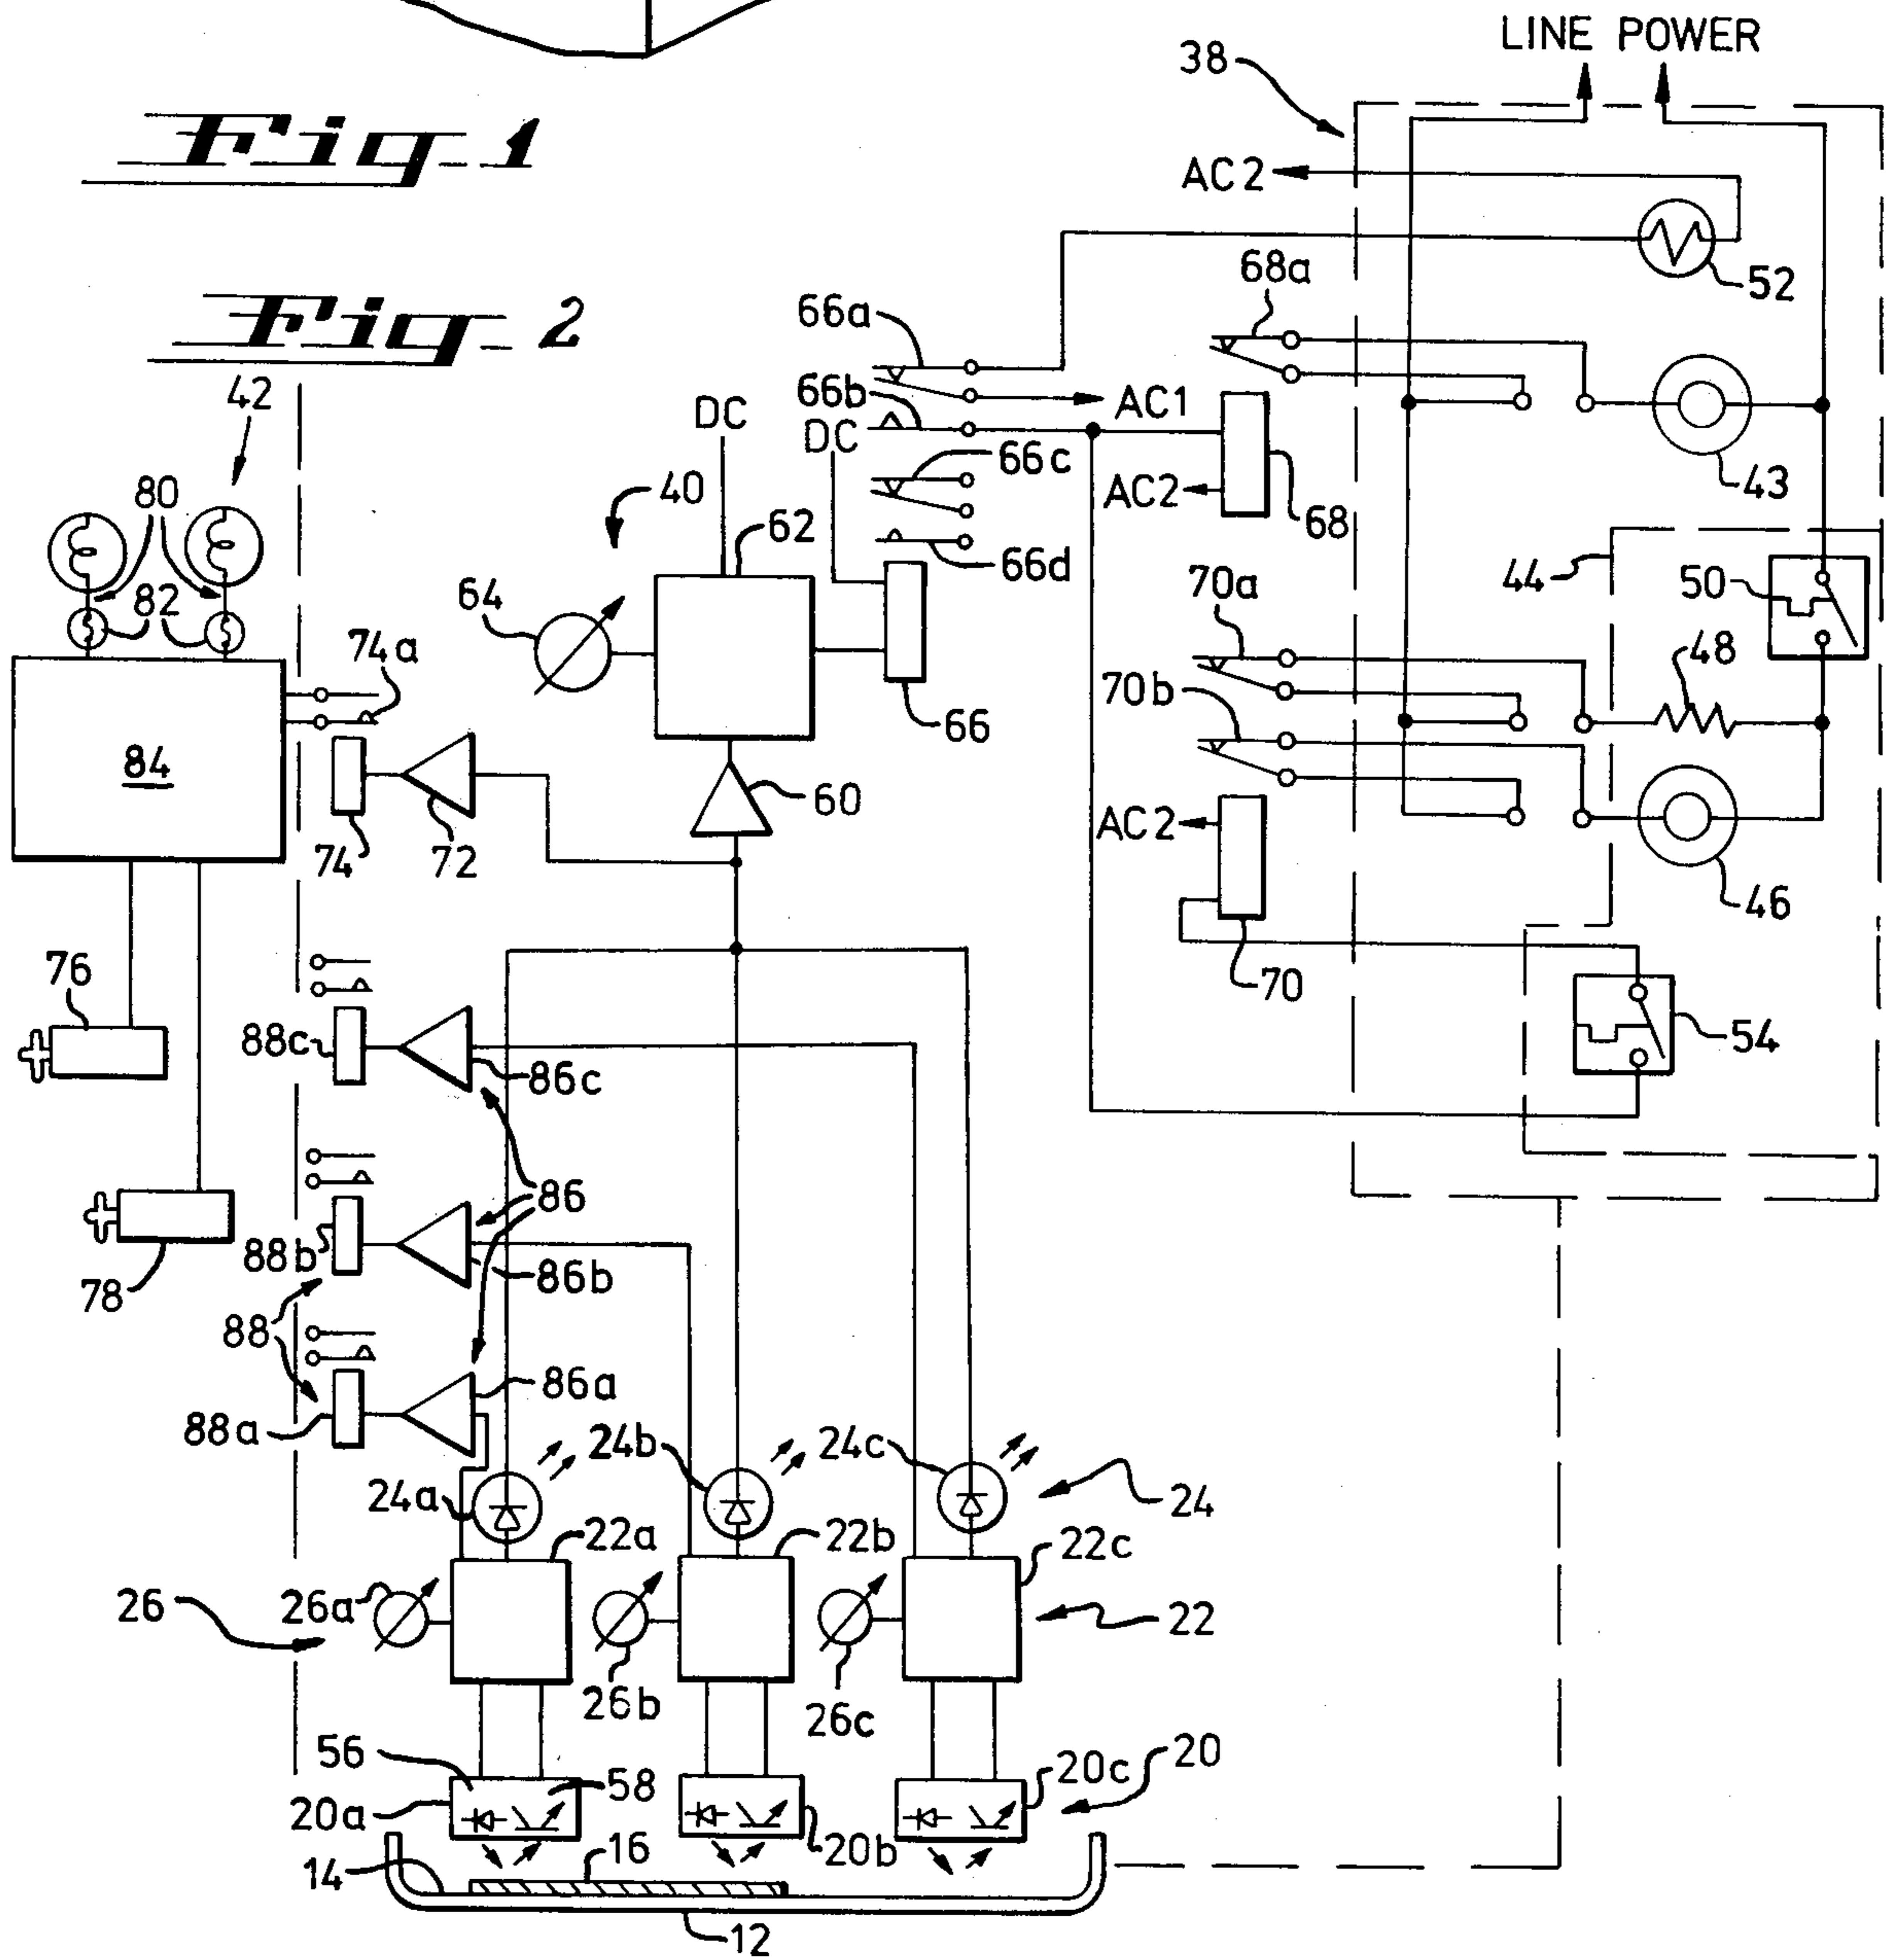 LINE POWER
38
Fig 1
AC2
52
68a
66a
Fig 2
66b
AC1
42
DC
DC
66c
43
40
AC2
80
62
68
66d
44
70a
50
64
82
74a
48
70b
66
84
60
AC2
74
72
46
76
70
88c
54
86c
86
88b
86b
78
88
86a
88a
24b
24c
24a
24
22a
22b
22c
26
26a
22
26b
26c
56
58
20c
20
20a
16
20b
14
12